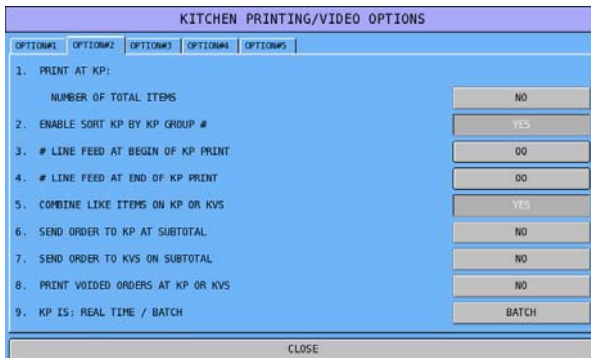 KITCHEN PRINTING/VIDEO OPTIONS
OPTION#1 OPTION#2 OPTION#3 OPTION#4 OPTION#5
1. PRINT AT KP:
NUMBER OF TOTAL ITEMS NO
2. ENABLE SORT KP BY KP GROUP # YES
3. # LINE FEED AT BEGIN OF KP PRINT 00
4. # LINE FEED AT END OF KP PRINT 00
5. COMBINE LIKE ITEMS ON KP OR KVS YES
6. SEND ORDER TO KP AT SUBTOTAL NO
7. SEND ORDER TO KVS ON SUBTOTAL NO
8. PRINT VOIDED ORDERS AT KP OR KVS NO
9. KP IS: REAL TIME / BATCH BATCH
CLOSE